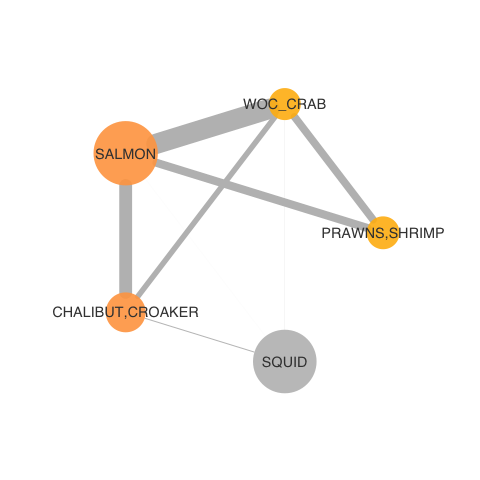 WOC_CRAB
SALMON
PRAWNS,SHRIMP
CHALIBUT,CROAKER
SQUID